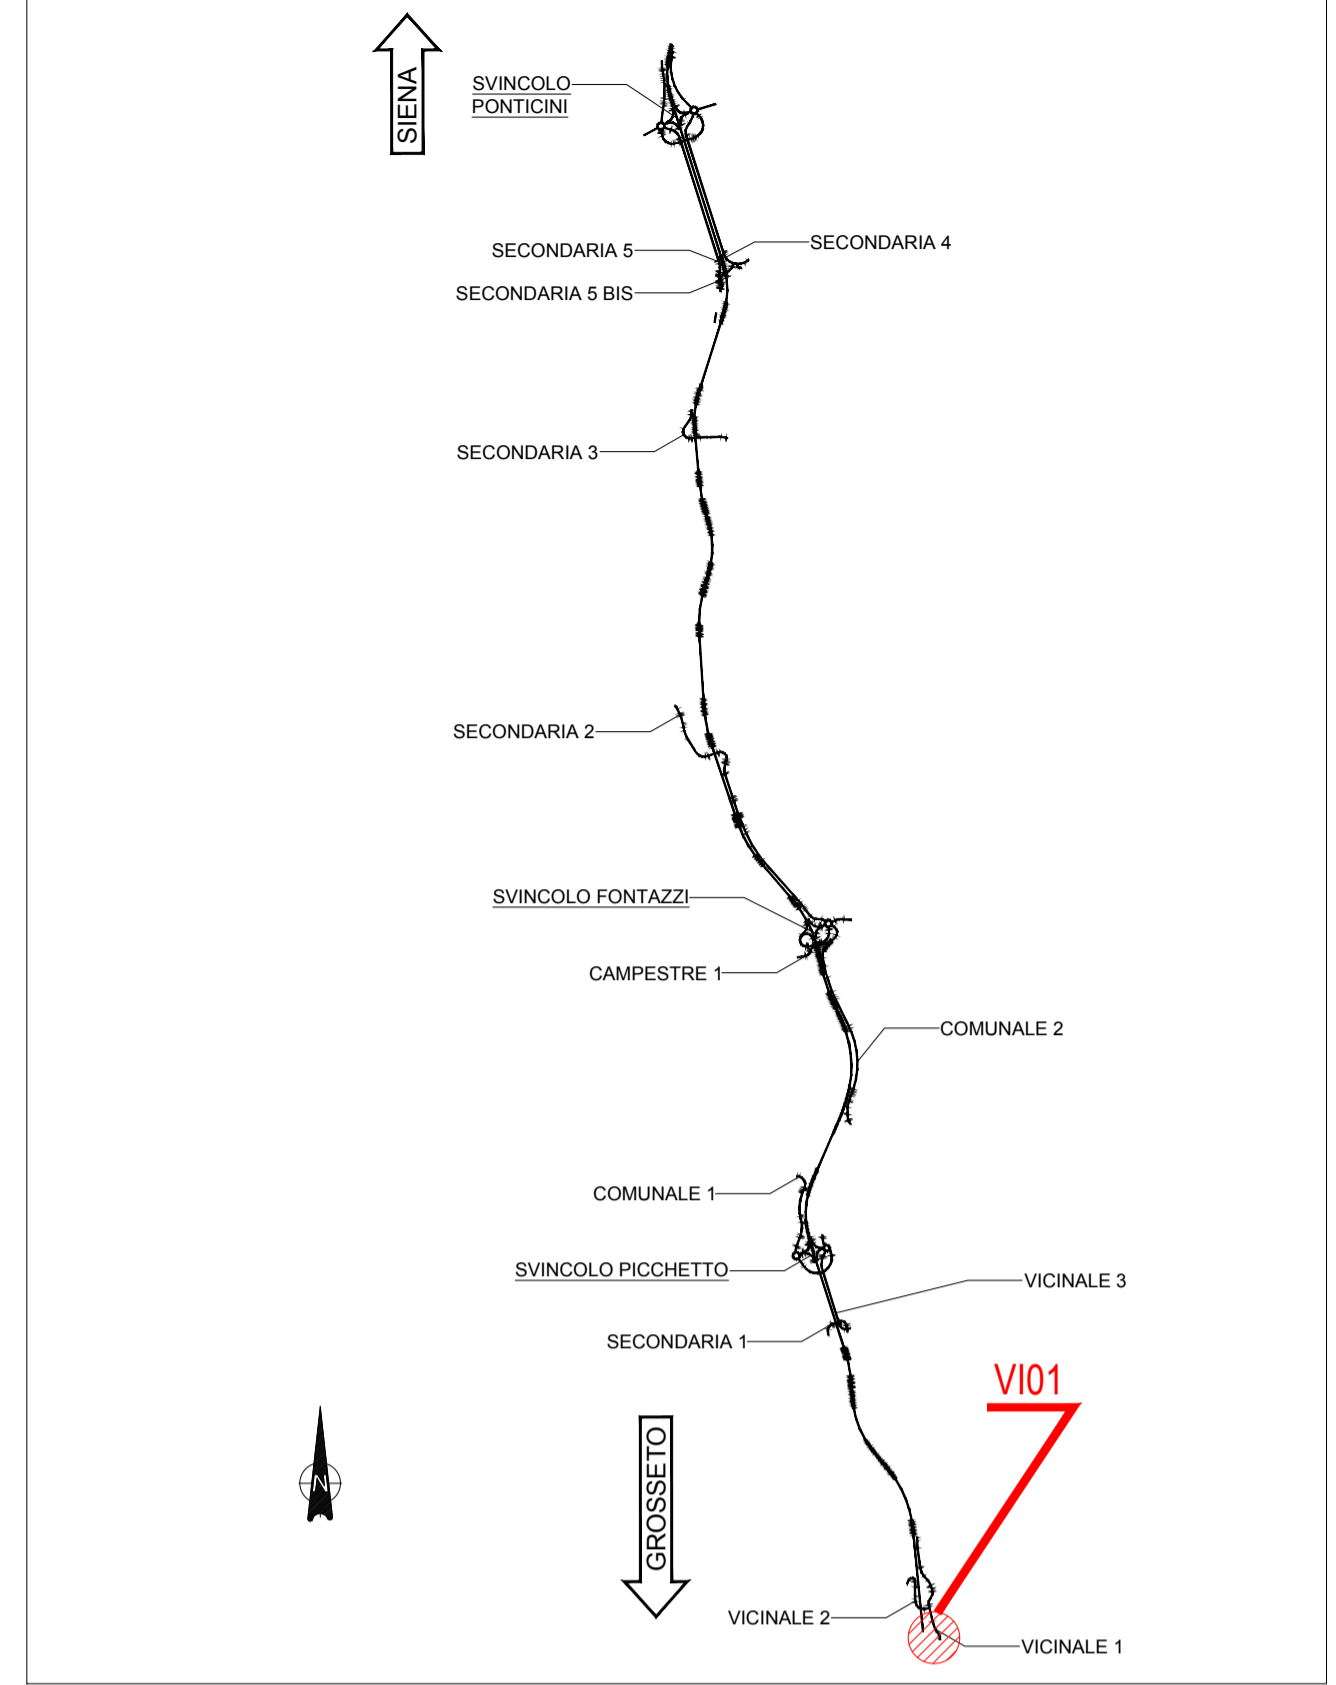 SIENA
SVINCOLO
PONTICINI
SECONDARIA 4
SECONDARIA 5
SECONDARIA 5 BIS
SECONDARIA 3
SECONDARIA 2
SVINCOLO FONTAZZI
CAMPESTRE 1
COMUNALE 2
COMUNALE 1
SVINCOLO PICCHETTO
VICINALE 3
SECONDARIA 1
VI01
GROSSETO
N
VICINALE 2
VICINALE 1